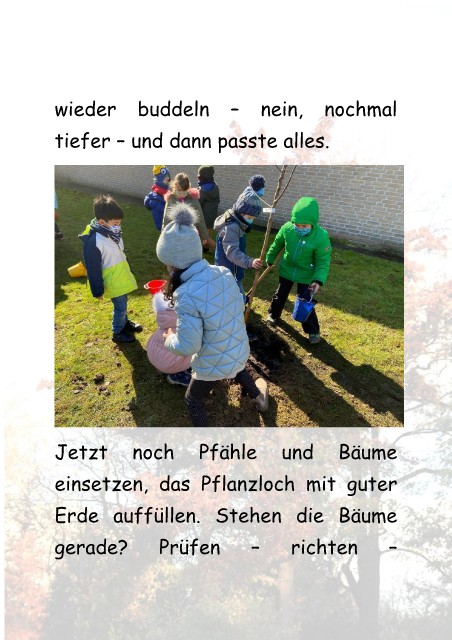 wieder buddeln – nein, nochmal
tiefer – und dann passte alles.
Jetzt noch Pfähle und Bäume
einsetzen, das Pflanzloch mit guter
Erde auffüllen. Stehen die Bäume
gerade? Prüfen – richten –